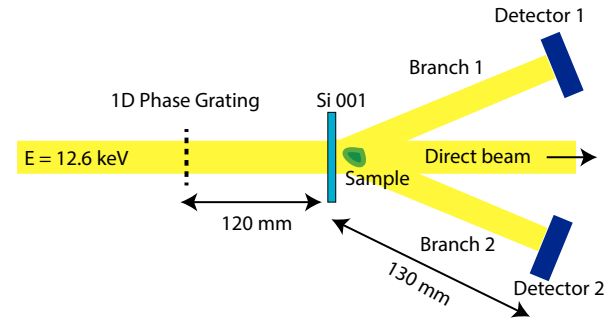 Detector 1
Branch 1
1D Phase Grating
Si 001
E = 12.6 keV
Direct beam
Sample
120 mm
Branch 2
130 mm
Detector 2